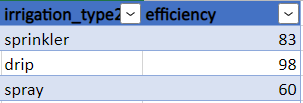 irrigation_type2 efficiency
sprinkler 83
drip 98
spray 60